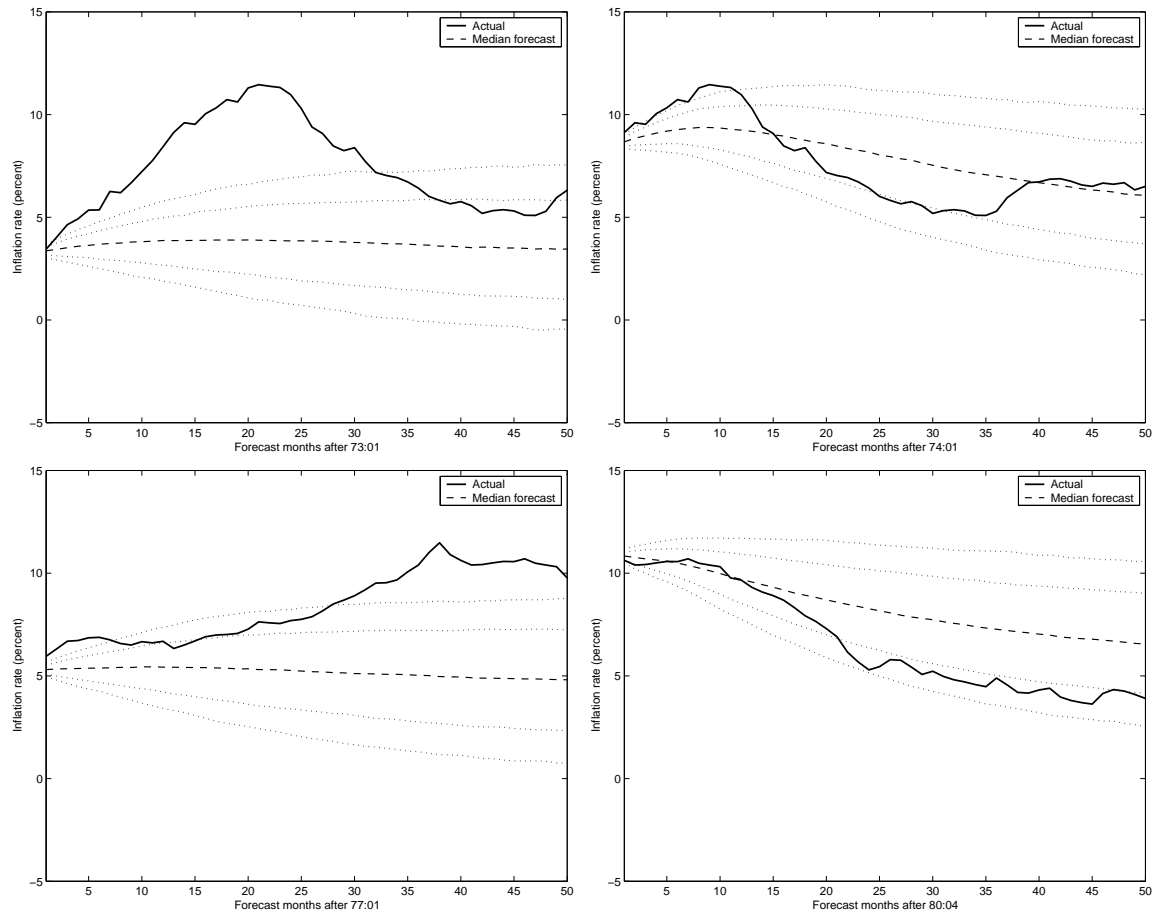 15
10
5
0
−5
Inflation rate (percent)
Actual
Median forecast
5 10 15 20 25 30 35 40 45 50
Forecast months after 73:01
15
10
5
0
−5
Inflation rate (percent)
Actual
Median forecast
5 10 15 20 25 30 35 40 45 50
Forecast months after 74:01
15
10
5
0
−5
Inflation rate (percent)
Actual
Median forecast
5 10 15 20 25 30 35 40 45 50
Forecast months after 77:01
15
10
5
0
−5
Inflation rate (percent)
Actual
Median forecast
5 10 15 20 25 30 35 40 45 50
Forecast months after 80:04